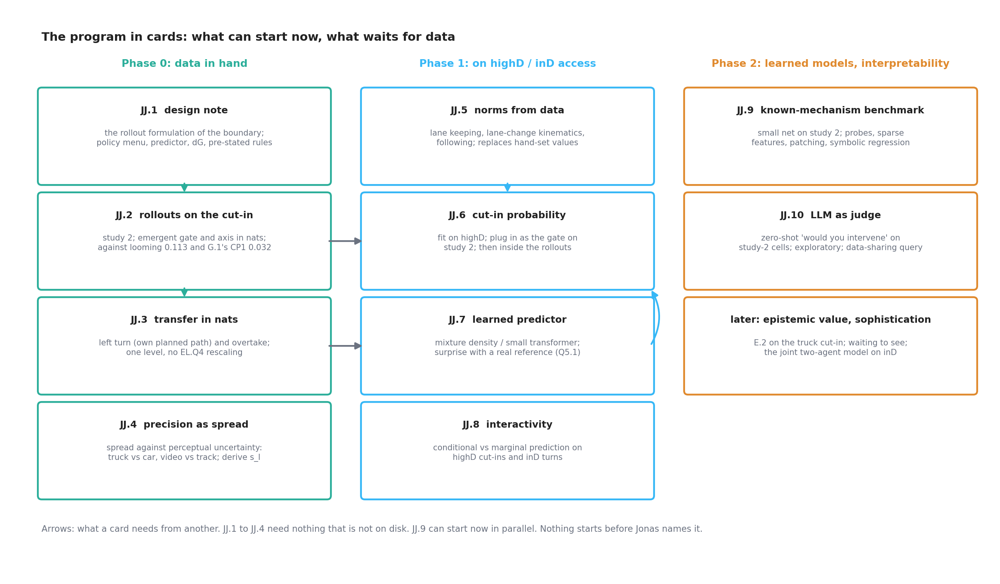 The program in cards: what can start now, what waits for data
Phase 0: data in hand
JJ.1  design note
the rollout formulation of the boundary;
policy menu, predictor, dG, pre-stated rules
JJ.2  rollouts on the cut-in
study 2; emergent gate and axis in nats;
against looming 0.113 and G.1's CP1 0.032
JJ.3  transfer in nats
left turn (own planned path) and overtake;
one level, no EL.Q4 rescaling
JJ.4  precision as spread
spread against perceptual uncertainty:
truck vs car, video vs track; derive s_l
Phase 1: on highD / inD access
JJ.5  norms from data
lane keeping, lane-change kinematics,
following; replaces hand-set values
JJ.6  cut-in probability
fit on highD; plug in as the gate on
study 2; then inside the rollouts
JJ.7  learned predictor
mixture density / small transformer;
surprise with a real reference (Q5.1)
JJ.8  interactivity
conditional vs marginal prediction on
highD cut-ins and inD turns
Phase 2: learned models, interpretability
JJ.9  known-mechanism benchmark
small net on study 2; probes, sparse
features, patching, symbolic regression
JJ.10  LLM as judge
zero-shot 'would you intervene' on
study-2 cells; exploratory; data-sharing query
later: epistemic value, sophistication
E.2 on the truck cut-in; waiting to see;
the joint two-agent model on inD
Arrows: what a card needs from another. JJ.1 to JJ.4 need nothing that is not on disk. JJ.9 can start now in parallel. Nothing starts before Jonas names it.